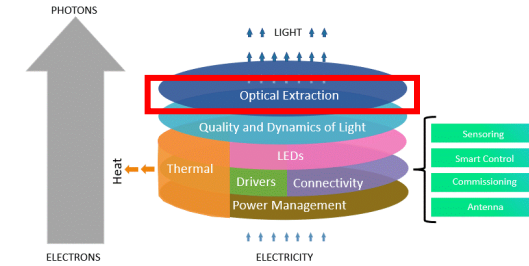 PHOTONS
LIGHT
Optical Extraction
Quality and Dynamics of Light
LEDs
Thermal
Drivers
Connectivity
Power Management
Heat
Sensoring
Smart Control
Commissioning
Antenna
ELECTRONS
ELECTRICITY